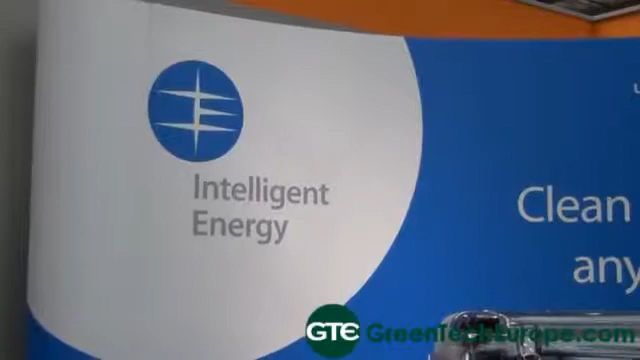 Intelligent
Energy
Clean
any
GTE GreenTechEurope.com